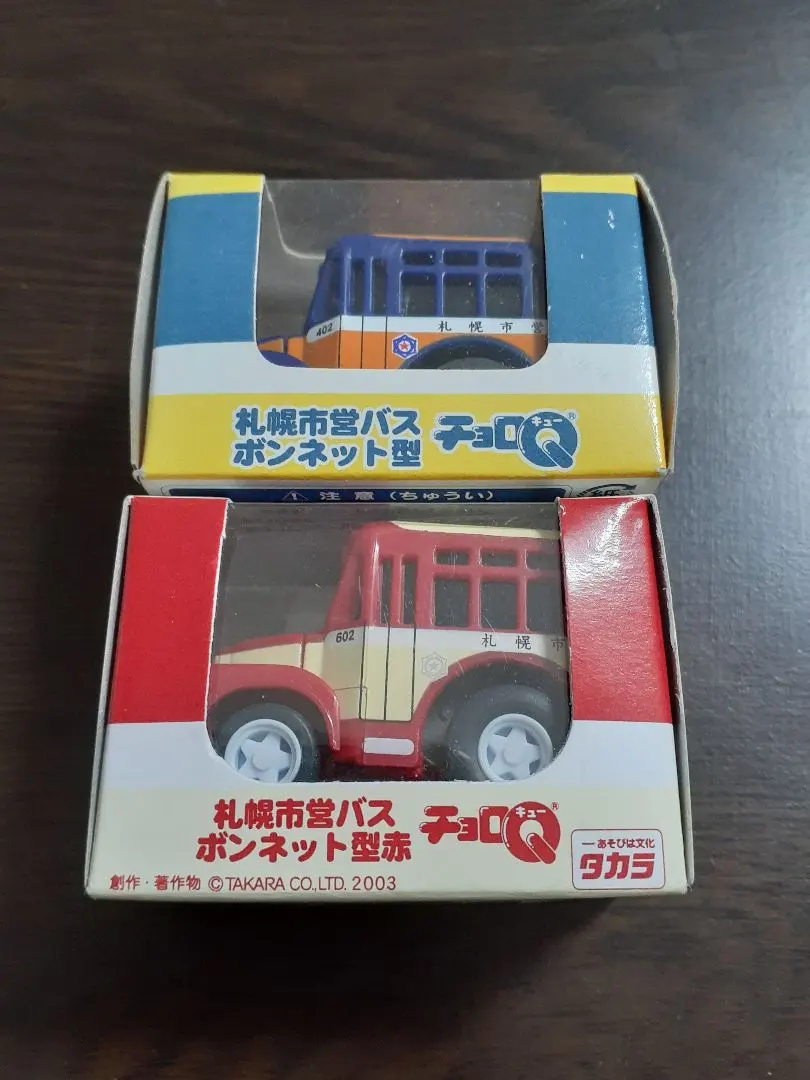 402
札幌市営
札幌市営バス
ボンネット型
チョロQ
キュー
®
⚠ 注意（ちゅうい）
602
札幌市
札幌市営バス
ボンネット型赤
チョロQ
キュー
®
ーあそびは文化
タカラ
創作・著作物 ©TAKARA CO.,LTD. 2003